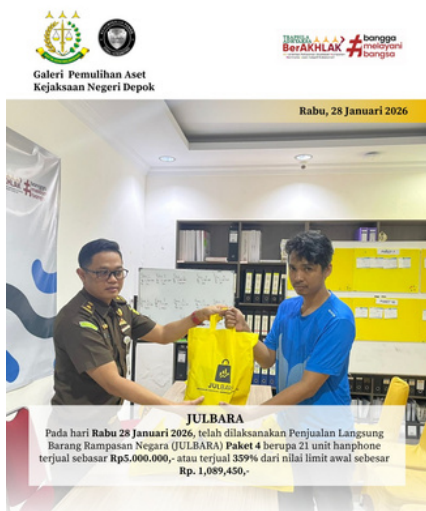 BerAKHLAK
#bangga
melayani
bangsa
Galeri Pemulihan Aset
Kejaksaan Negeri Depok
Rabu, 28 Januari 2026
JULBARA
JULBARA
Pada hari Rabu 28 Januari 2026, telah dilaksanakan Penjualan Langsung
Barang Rampasan Negara (JULBARA) Paket 4 berupa 21 unit hanphone
terjual sebasar Rp5.000.000,- atau terjual 359% dari nilai limit awal sebesar
Rp. 1,089,450,-